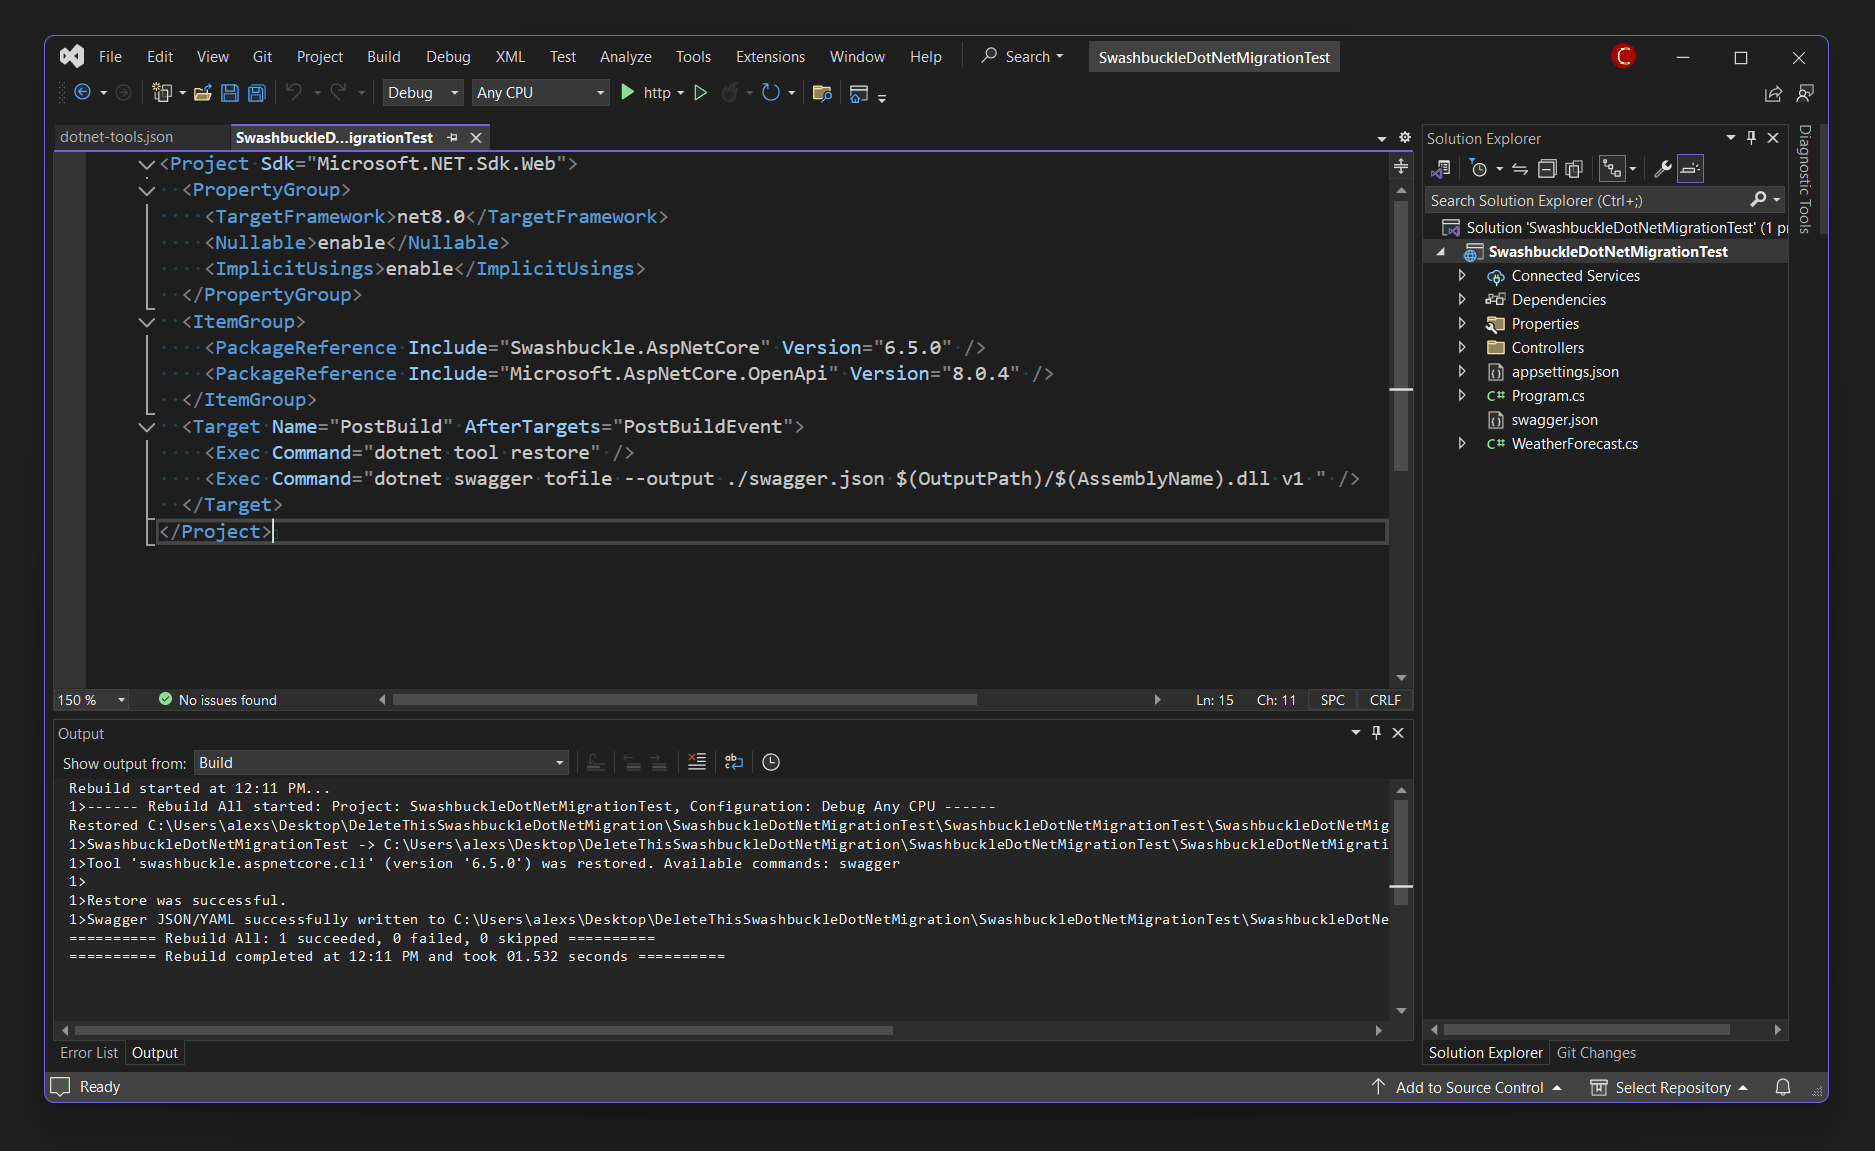 File Edit View Git Project Build Debug XML Test Analyze Tools Extensions Window Help Search SwashbuckleDotNetMigrationTest C
Debug Any CPU http
dotnet-tools.json SwashbuckleD...igrationTest
<Project Sdk="Microsoft.NET.Sdk.Web">
<PropertyGroup>
<TargetFramework>net8.0</TargetFramework>
<Nullable>enable</Nullable>
<ImplicitUsings>enable</ImplicitUsings>
</PropertyGroup>
<ItemGroup>
<PackageReference Include="Swashbuckle.AspNetCore" Version="6.5.0" />
<PackageReference Include="Microsoft.AspNetCore.OpenApi" Version="8.0.4" />
</ItemGroup>
<Target Name="PostBuild" AfterTargets="PostBuildEvent">
<Exec Command="dotnet tool restore" />
<Exec Command="dotnet swagger tofile --output ./swagger.json $(OutputPath)/$(AssemblyName).dll v1 " />
</Target>
</Project>
150 % No issues found Ln: 15 Ch: 11 SPC CRLF
Output
Show output from: Build
Rebuild started at 12:11 PM...
1>------ Rebuild All started: Project: SwashbuckleDotNetMigrationTest, Configuration: Debug Any CPU ------
Restored C:\Users\alexs\Desktop\DeleteThisSwashbuckleDotNetMigration\SwashbuckleDotNetMigrationTest\SwashbuckleDotNetMigrationTest\SwashbuckleDotNetMig
1>SwashbuckleDotNetMigrationTest -> C:\Users\alexs\Desktop\DeleteThisSwashbuckleDotNetMigration\SwashbuckleDotNetMigrationTest\SwashbuckleDotNetMigrati
1>Tool 'swashbuckle.aspnetcore.cli' (version '6.5.0') was restored. Available commands: swagger
1>
1>Restore was successful.
1>Swagger JSON/YAML successfully written to C:\Users\alexs\Desktop\DeleteThisSwashbuckleDotNetMigration\SwashbuckleDotNetMigrationTest\SwashbuckleDotNe
========== Rebuild All: 1 succeeded, 0 failed, 0 skipped ==========
========== Rebuild completed at 12:11 PM and took 01.532 seconds ==========
Error List Output
Solution Explorer
Search Solution Explorer (Ctrl+;)
Solution 'SwashbuckleDotNetMigrationTest' (1 pr
SwashbuckleDotNetMigrationTest
Connected Services
Dependencies
Properties
Controllers
appsettings.json
C# Program.cs
swagger.json
C# WeatherForecast.cs
Solution Explorer Git Changes
Diagnostic Tools
Ready Add to Source Control Select Repository